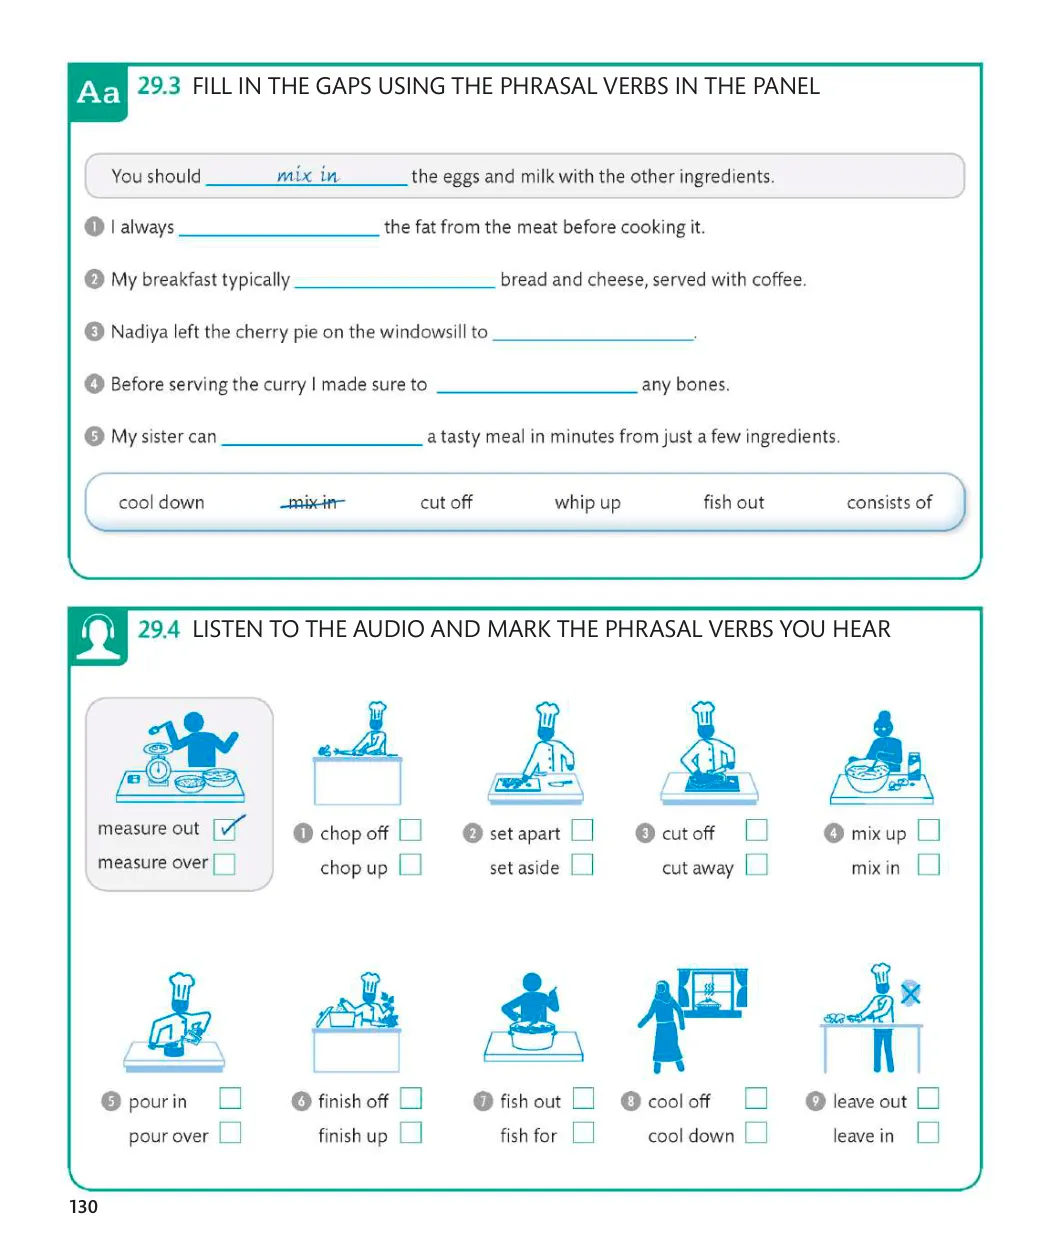 Aa 29.3 FILL IN THE GAPS USING THE PHRASAL VERBS IN THE PANEL
You should mix in the eggs and milk with the other ingredients.
1 I always ____ the fat from the meat before cooking it.
2 My breakfast typically ____ bread and cheese, served with coffee.
3 Nadiya left the cherry pie on the windowsill to ____.
4 Before serving the curry I made sure to ____ any bones.
5 My sister can ____ a tasty meal in minutes from just a few ingredients.
cool down mix in cut off whip up fish out consists of
29.4 LISTEN TO THE AUDIO AND MARK THE PHRASAL VERBS YOU HEAR
measure out ✓
measure over
1 chop off
chop up
2 set apart
set aside
3 cut off
cut away
4 mix up
mix in
5 pour in
pour over
6 finish off
finish up
7 fish out
fish for
8 cool off
cool down
9 leave out
leave in
130